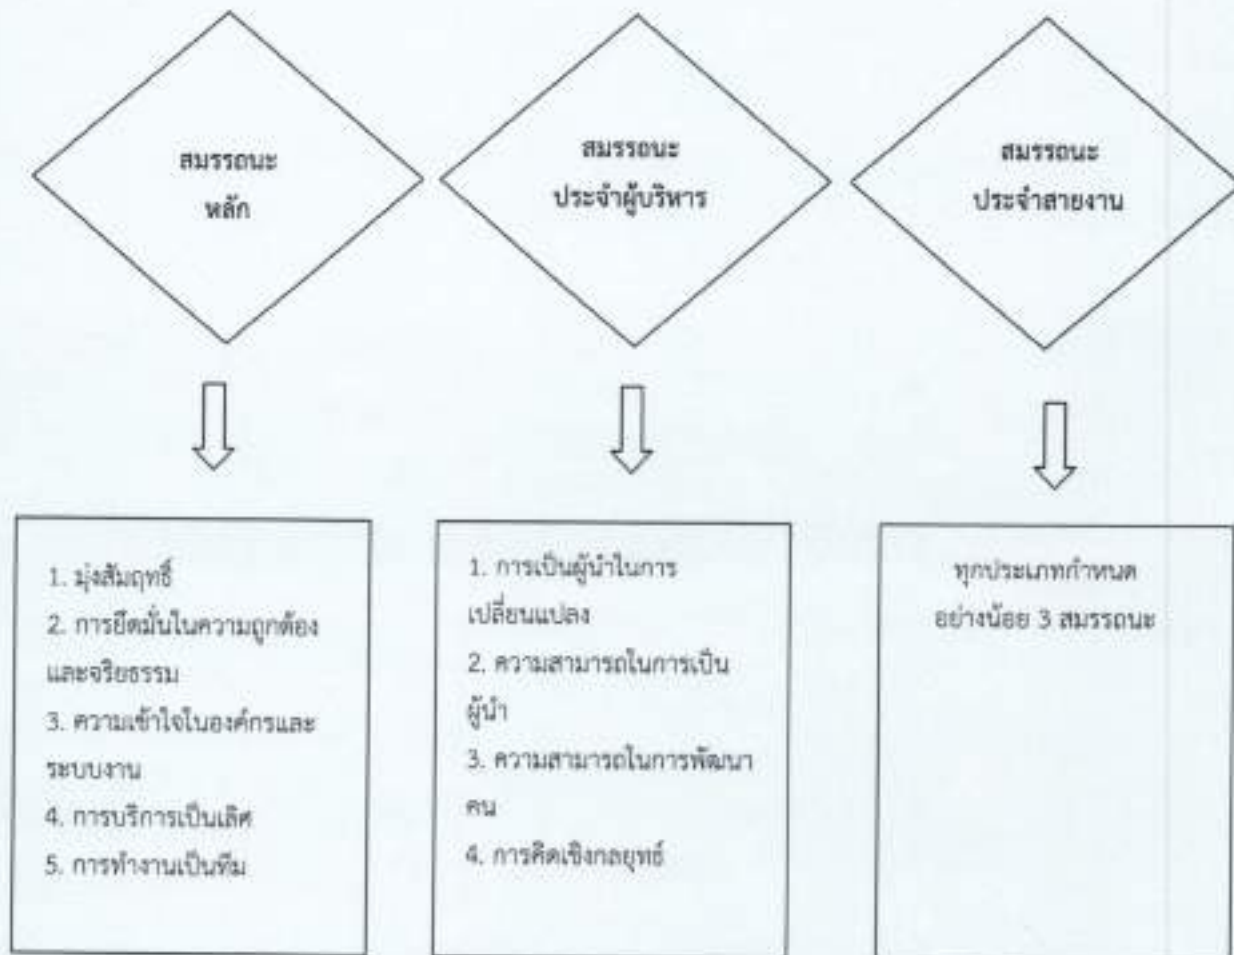 สมรรถนะ
หลัก
สมรรถนะ
ประจำผู้บริหาร
สมรรถนะ
ประจำสายงาน
1. มุ่งสัมฤทธิ์
2. การยึดมั่นในความถูกต้อง
และจริยธรรม
3. ความเข้าใจในองค์กรและ
ระบบงาน
4. การบริการเป็นเลิศ
5. การทำงานเป็นทีม
1. การเป็นผู้นำในการ
เปลี่ยนแปลง
2. ความสามารถในการเป็น
ผู้นำ
3. ความสามารถในการพัฒนา
คน
4. การคิดเชิงกลยุทธ์
ทุกประเภทกำหนด
อย่างน้อย 3 สมรรถนะ